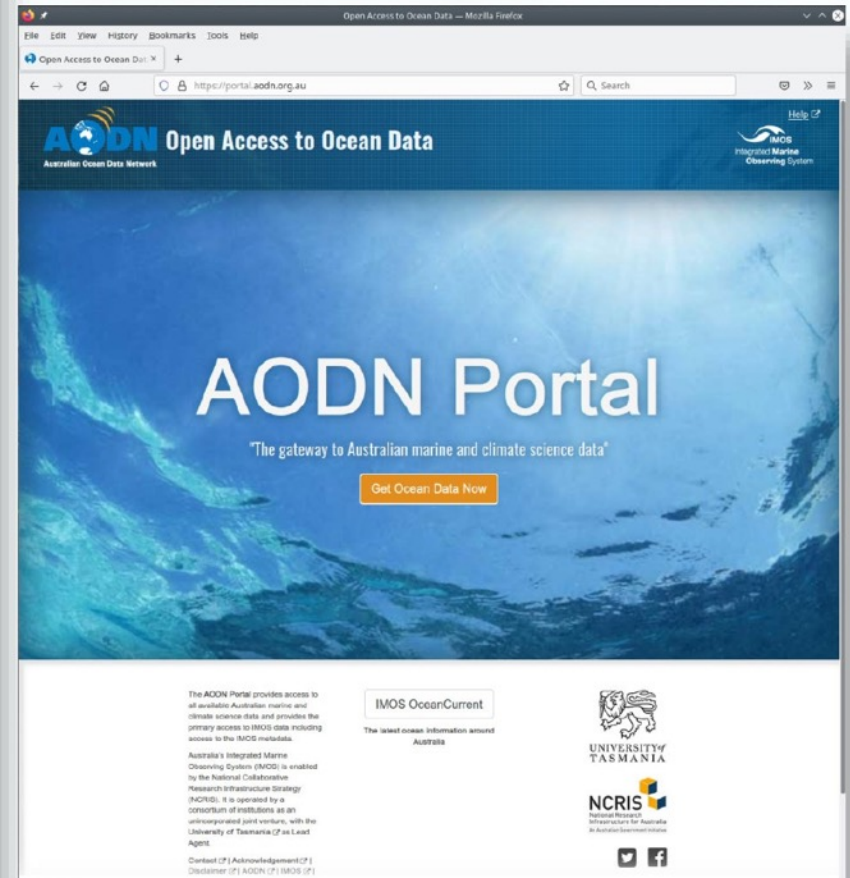 Open Access to Ocean Data — Mozilla Firefox
File Edit View History Bookmarks Tools Help
Open Access to Ocean Dat
https://portal.aodn.org.au
Search
Help
AODN Open Access to Ocean Data
Australian Ocean Data Network
IMOS
Integrated Marine
Observing System
AODN Portal
"The gateway to Australian marine and climate science data"
Get Ocean Data Now
The AODN Portal provides access to
all available Australian marine and
climate science data and provides the
primary access to IMOS data including
access to the IMOS metadata.
Australia's Integrated Marine
Observing System (IMOS) is enabled
by the National Collaborative
Research Infrastructure Strategy
(NCRIS). It is operated by a
consortium of institutions as an
unincorporated joint venture, with the
University of Tasmania as Lead
Agent.
Contact | Acknowledgement |
Disclaimer | AODN | IMOS |
IMOS OceanCurrent
The latest ocean information around
Australia
UNIVERSITY of
TASMANIA
NCRIS
National Research
Infrastructure for Australia
An Australian Government Initiative